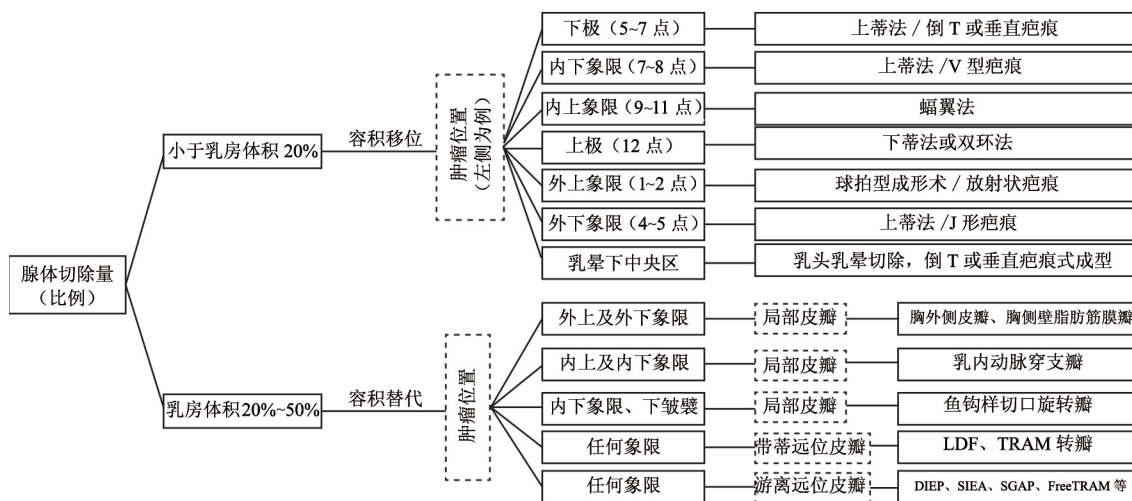 腺体切除量
（比例）
小于乳房体积 20%
容积移位
肿瘤位置
（左侧为例）
下极（5~7 点）
上蒂法 / 倒 T 或垂直疤痕
内下象限（7~8 点）
上蒂法 /V 型疤痕
内上象限（9~11 点）
蝠翼法
上极（12 点）
下蒂法或双环法
外上象限（1~2 点）
球拍型成形术 / 放射状疤痕
外下象限（4~5 点）
上蒂法 /J 形疤痕
乳晕下中央区
乳头乳晕切除，倒 T 或垂直疤痕式成型
乳房体积20%~50%
容积替代
肿瘤位置
外上及外下象限
局部皮瓣
胸外侧皮瓣、胸侧壁脂肪筋膜瓣
内上及内下象限
局部皮瓣
乳内动脉穿支瓣
内下象限、下皱襞
局部皮瓣
鱼钩样切口旋转瓣
任何象限
带蒂远位皮瓣
LDF、TRAM 转瓣
任何象限
游离远位皮瓣
DIEP、SIEA、SGAP、FreeTRAM 等